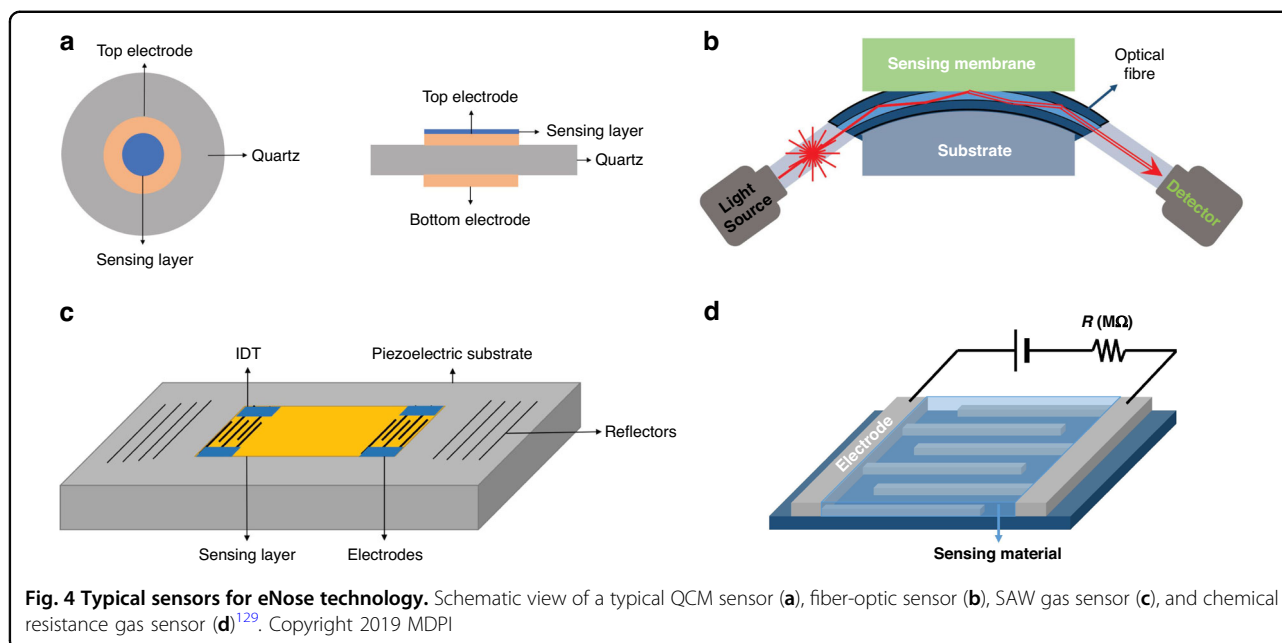 a
Top electrode
Quartz
Sensing layer
Top electrode
Sensing layer
Quartz
Bottom electrode
b
Sensing membrane
Optical
fibre
Substrate
Light
Source
Detector
c
IDT
Piezoelectric substrate
Reflectors
Sensing layer
Electrodes
d
R (MΩ)
Electrode
Sensing material
Fig. 4 Typical sensors for eNose technology. Schematic view of a typical QCM sensor (a), fiber-optic sensor (b), SAW gas sensor (c), and chemical
resistance gas sensor (d)129. Copyright 2019 MDPI